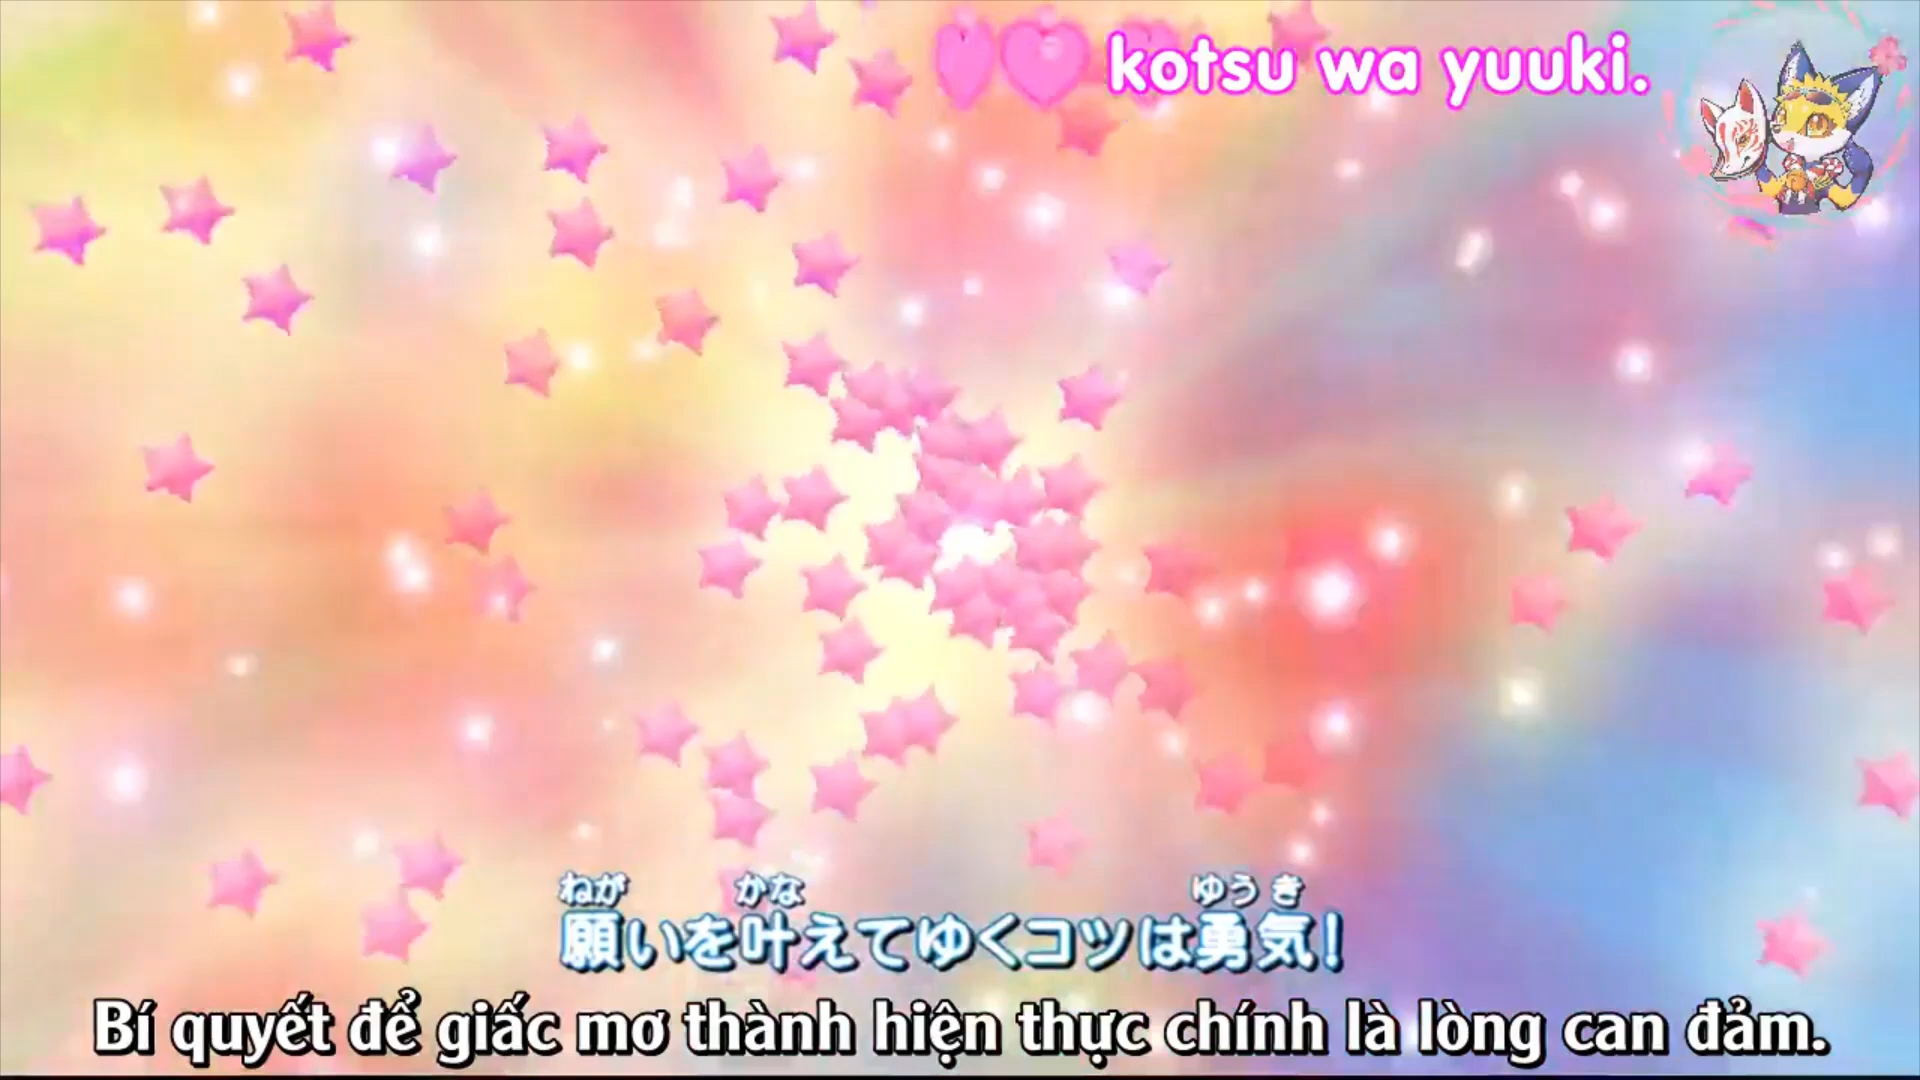 kotsu wa yuuki.
ねが かな ゆうき
願いを叶えてゆくコツは勇気!
Bí quyết để giấc mơ thành hiện thực chính là lòng can đảm.